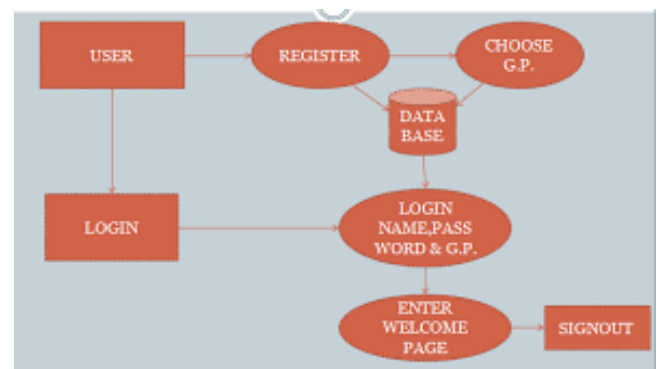 USER
REGISTER
CHOOSE
G.P.
DATA
BASE
LOGIN
LOGIN
NAME,PASS
WORD & G.P.
ENTER
WELCOME
PAGE
SIGNOUT